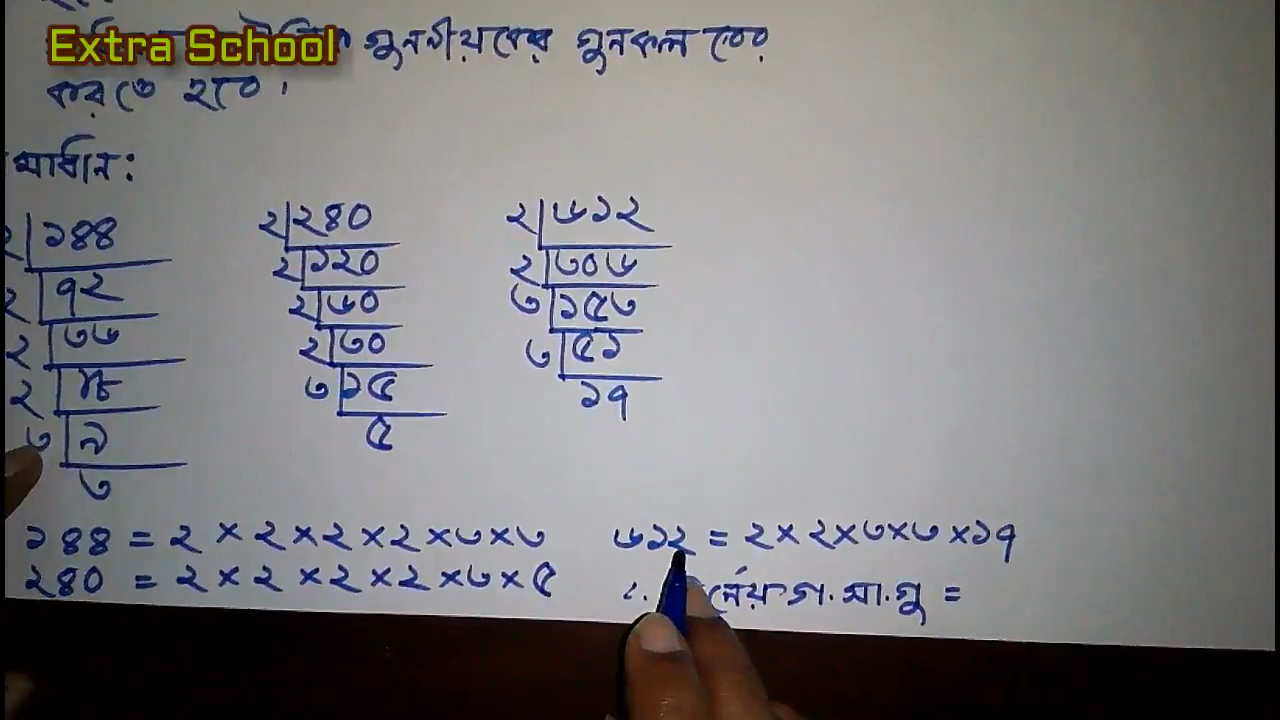 Extra School
গুননীয়কের গুনফল বের
করতে হবে।
সমাধান:
২|১৪৪ ২|২৪০ ২|৬১২
২|৭২ ২|১২০ ২|৩০৬
২|৩৬ ২|৬০ ৩|১৫৩
২|১৮ ২|৩০ ৩|৫১
৩|৯ ৩|১৫ ১৭
৩ ৫
১৪৪ = ২×২×২×২×৩×৩ ৬১২ = ২×২×৩×৩×১৭
২৪০ = ২×২×২×২×৩×৫ র্নেয় গ.সা.গু =